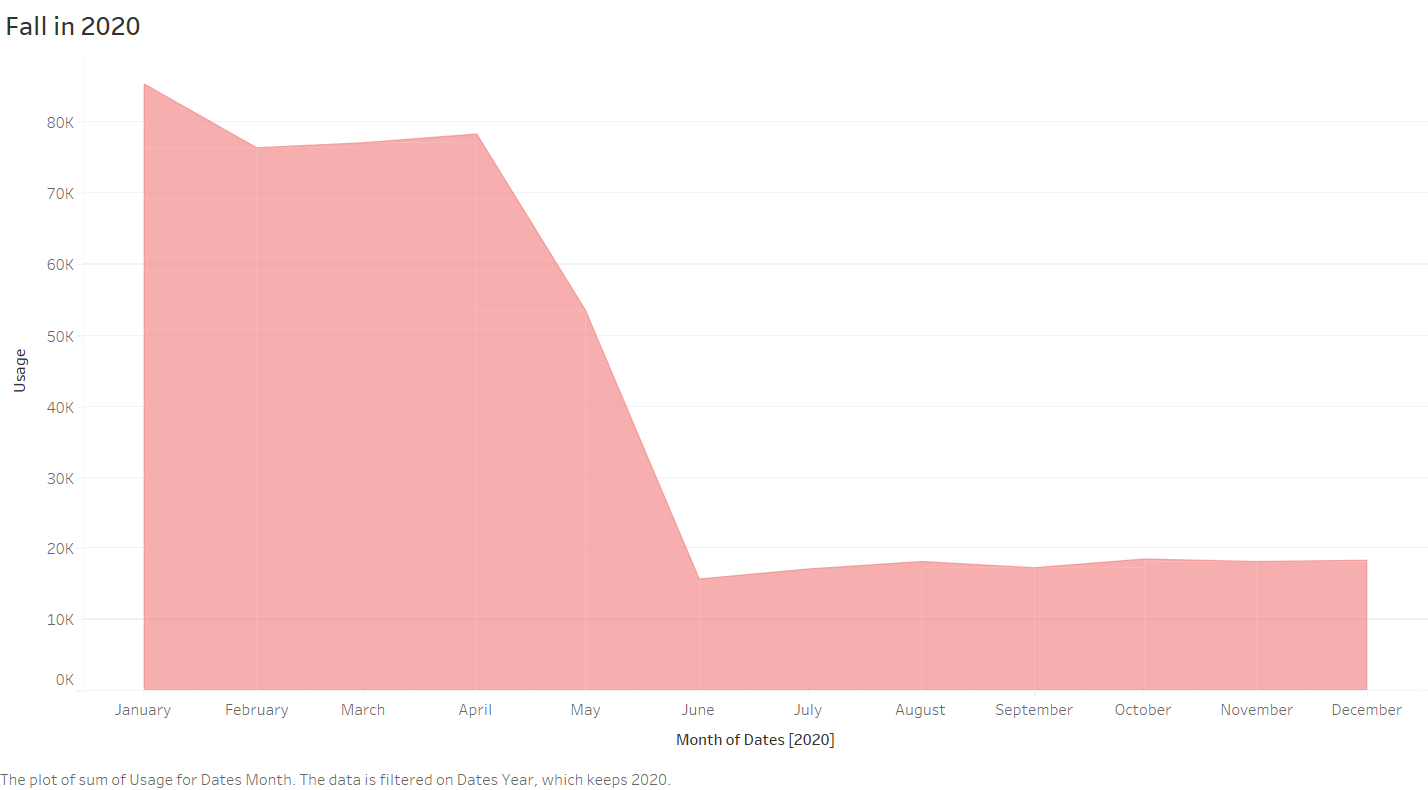 Fall in 2020
80K
70K
60K
50K
40K
30K
20K
10K
0K
Usage
January February March April May June July August September October November December
Month of Dates [2020]
The plot of sum of Usage for Dates Month. The data is filtered on Dates Year, which keeps 2020.